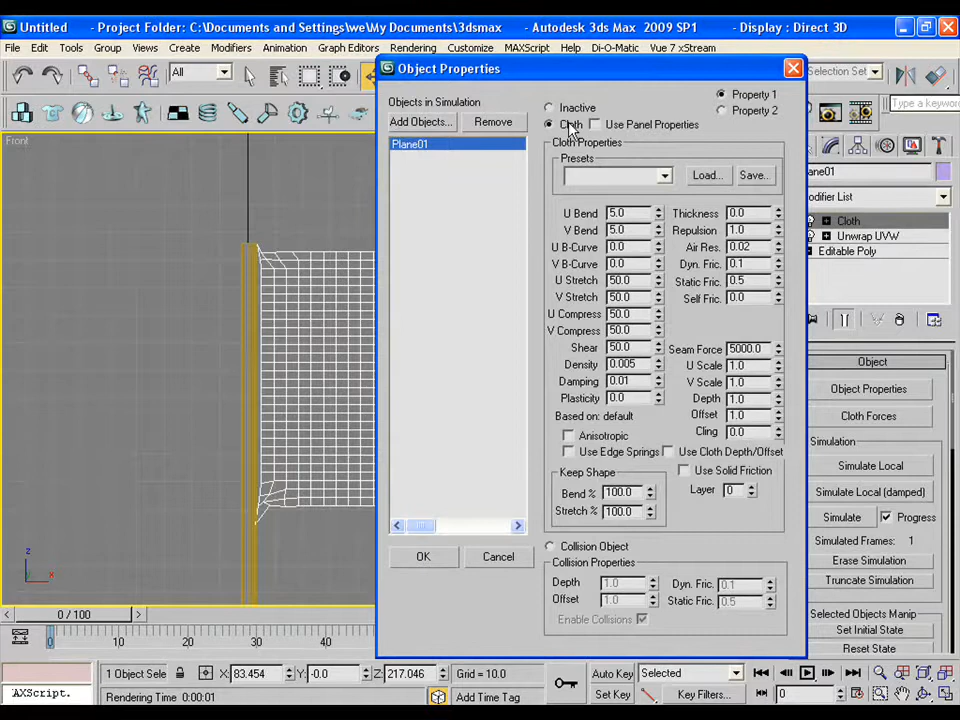 Untitled - Project Folder: C:\Documents and Settings\we\My Documents\3dsmax - Autodesk 3ds Max 2009 SP1 - Display : Direct 3D
File Edit Tools Group Views Create Modifiers Animation Graph Editors Rendering Customize MAXScript Help Di-O-Matic Vue 7 xStream
All
Selection Set
Type a keyword
Front
Object Properties
Objects in Simulation
Add Objects... Remove
Plane01
OK Cancel
Inactive
Cloth Use Panel Properties
Property 1
Property 2
Cloth Properties
Presets
Load... Save...
U Bend 5.0 Thickness 0.0
V Bend 5.0 Repulsion 1.0
U B-Curve 0.0 Air Res. 0.02
V B-Curve 0.0 Dyn. Fric. 0.1
U Stretch 50.0 Static Fric. 0.5
V Stretch 50.0 Self Fric. 0.0
U Compress 50.0
V Compress 50.0
Shear 50.0 Seam Force 5000.0
Density 0.005 U Scale 1.0
Damping 0.01 V Scale 1.0
Plasticity 0.0 Depth 1.0
Based on: default Offset 1.0
Cling 0.0
Anisotropic
Use Edge Springs Use Cloth Depth/Offset
Keep Shape Use Solid Friction
Bend % 100.0 Layer 0
Stretch % 100.0
Collision Object
Collision Properties
Depth 1.0 Dyn. Fric. 0.1
Offset 1.0 Static Fric. 0.5
Enable Collisions
ane01
odifier List
Cloth
Unwrap UVW
Editable Poly
Object
Object Properties
Cloth Forces
Simulation
Simulate Local
Simulate Local (damped)
Simulate Progress
Simulated Frames: 1
Erase Simulation
Truncate Simulation
Selected Objects Manip
Set Initial State
Reset State
z
x
0 / 100
0 10 20 30 40
1 Object Sele X: 83.454 Y: -0.0 Z: 217.046 Grid = 10.0 Auto Key Selected
AXScript. Rendering Time 0:00:01 Add Time Tag Set Key Key Filters... 0